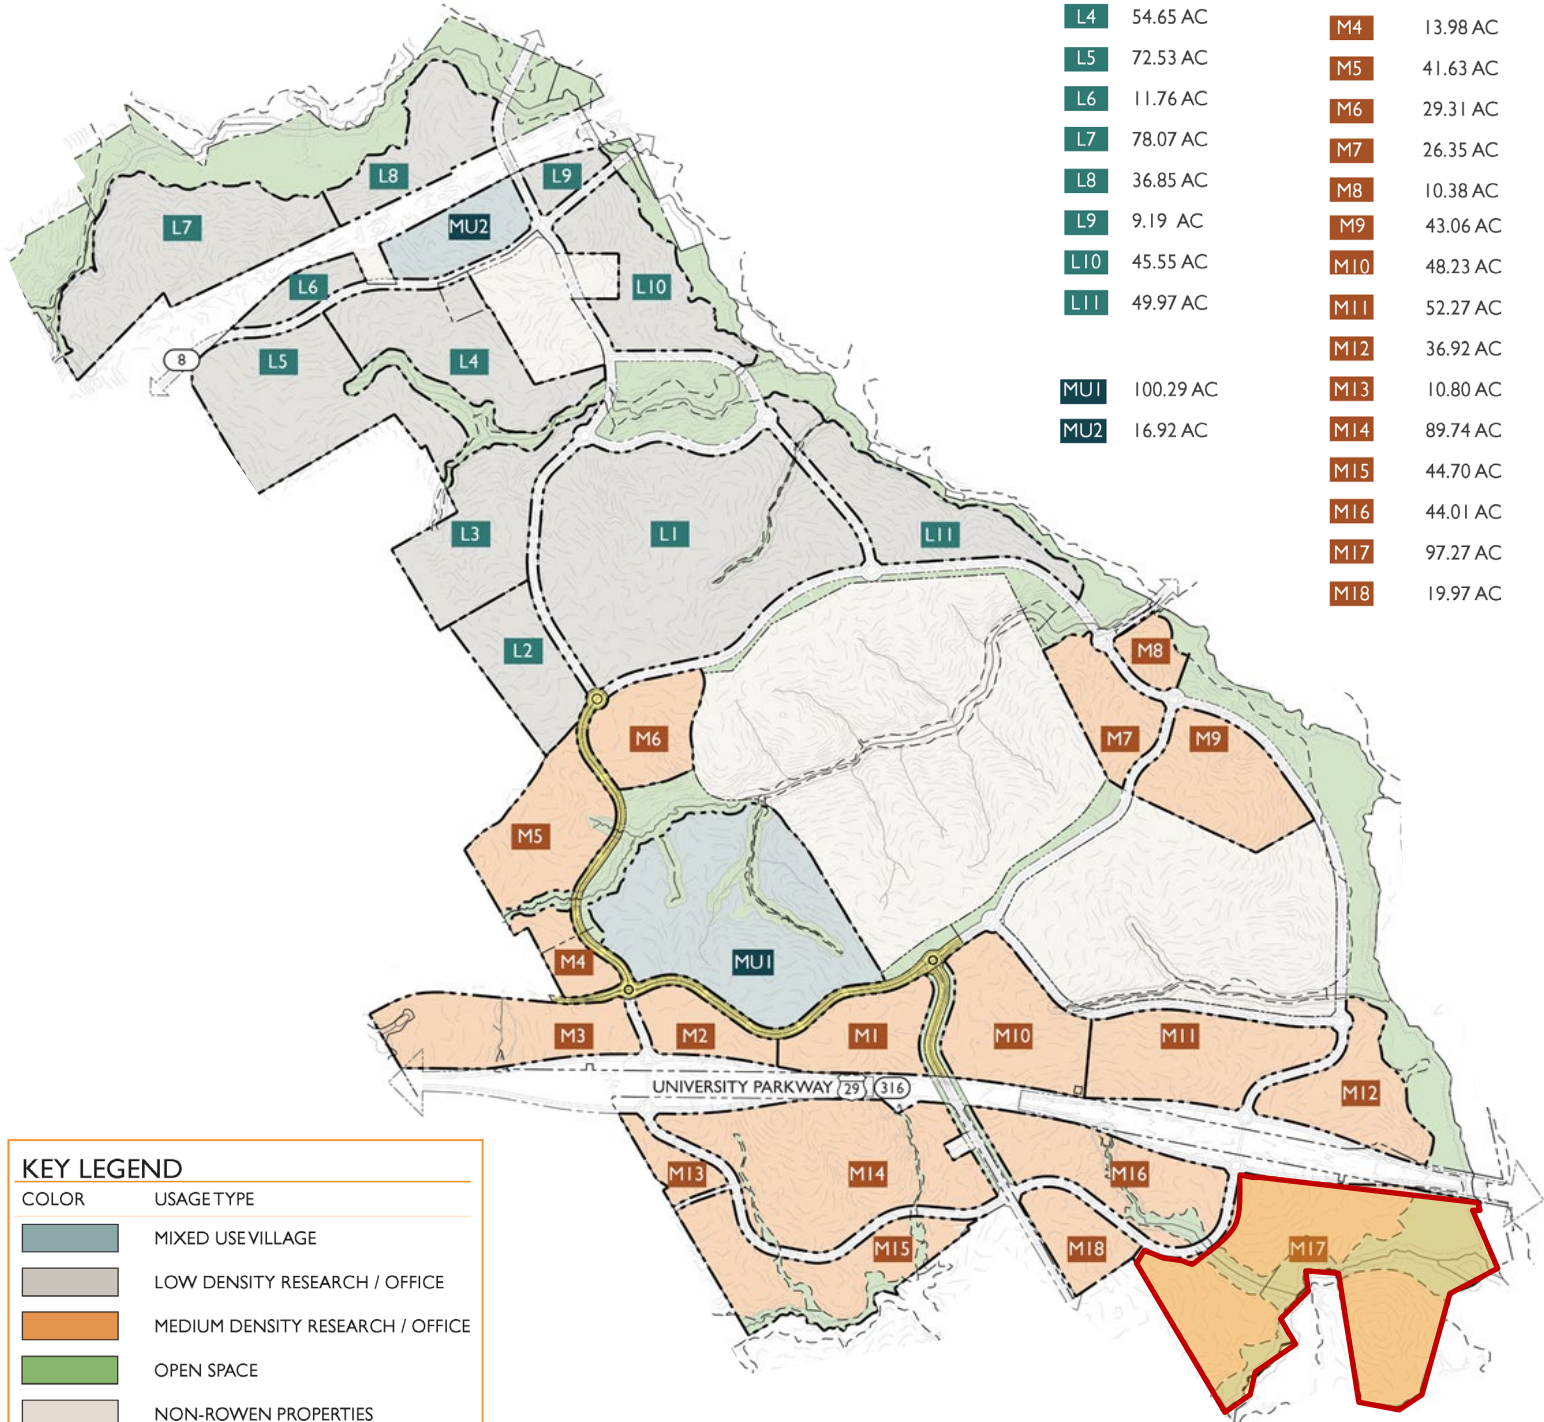 L4 54.65 AC
L5 72.53 AC
L6 11.76 AC
L7 78.07 AC
L8 36.85 AC
L9 9.19 AC
L10 45.55 AC
L11 49.97 AC
MU1 100.29 AC
MU2 16.92 AC
M4 13.98 AC
M5 41.63 AC
M6 29.31 AC
M7 26.35 AC
M8 10.38 AC
M9 43.06 AC
M10 48.23 AC
M11 52.27 AC
M12 36.92 AC
M13 10.80 AC
M14 89.74 AC
M15 44.70 AC
M16 44.01 AC
M17 97.27 AC
M18 19.97 AC
L8
L9
L7
MU2
L6
L10
8
L5
L4
L3
L1
L11
L2
M8
M6
M7
M9
M5
M4
MU1
M3
M2
M1
M10
M11
UNIVERSITY PARKWAY 29 316
M12
M13
M14
M16
M15
M18
M17
KEY LEGEND
COLOR USAGE TYPE
MIXED USE VILLAGE
LOW DENSITY RESEARCH / OFFICE
MEDIUM DENSITY RESEARCH / OFFICE
OPEN SPACE
NON-ROWEN PROPERTIES